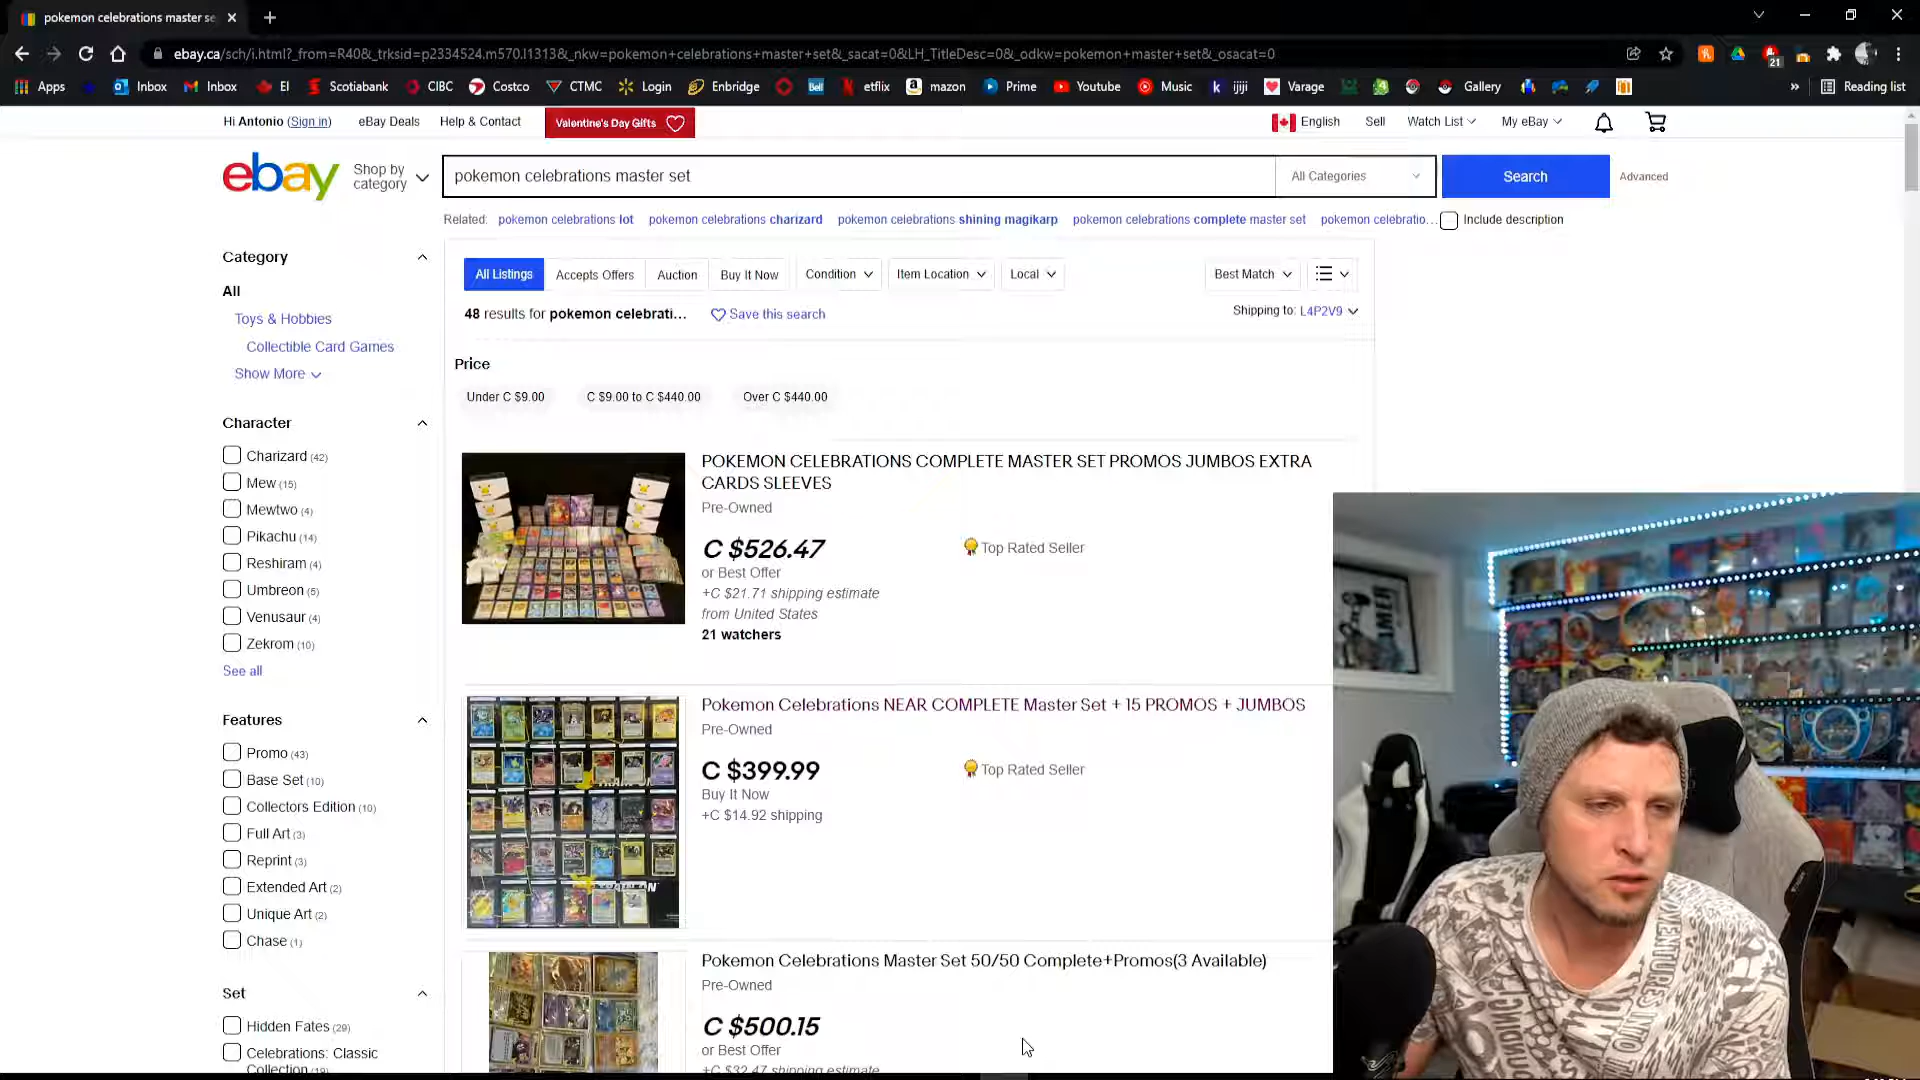 pokemon celebrations master se
ebay.ca/sch/i.html?_from=R40&_trksid=p2334524.m570.l1313&_nkw=pokemon+celebrations+master+set&_sacat=0&LH_TitleDesc=0&_odkw=pokemon+master+set&_osacat=0
21
Apps Inbox Inbox EI Scotiabank CIBC Costco CTMC Login Enbridge Bell etflix mazon Prime Youtube Music ijiji Varage Gallery Reading list
Hi Antonio (Sign in) eBay Deals Help & Contact Valentine's Day Gifts English Sell Watch List My eBay
ebay Shop by category pokemon celebrations master set All Categories Search Advanced
Related: pokemon celebrations lot pokemon celebrations charizard pokemon celebrations shining magikarp pokemon celebrations complete master set pokemon celebratio... Include description
Category
All
Toys & Hobbies
Collectible Card Games
Show More
Character
Charizard (42)
Mew (15)
Mewtwo (4)
Pikachu (14)
Reshiram (4)
Umbreon (5)
Venusaur (4)
Zekrom (10)
See all
Features
Promo (43)
Base Set (10)
Collectors Edition (10)
Full Art (3)
Reprint (3)
Extended Art (2)
Unique Art (2)
Chase (1)
Set
Hidden Fates (29)
Celebrations: Classic
Collection (19)
All Listings Accepts Offers Auction Buy It Now Condition Item Location Local Best Match
48 results for pokemon celebrati... Save this search Shipping to: L4P2V9
Price
Under C $9.00 C $9.00 to C $440.00 Over C $440.00
POKEMON CELEBRATIONS COMPLETE MASTER SET PROMOS JUMBOS EXTRA
CARDS SLEEVES
Pre-Owned
C $526.47 Top Rated Seller
or Best Offer
+C $21.71 shipping estimate
from United States
21 watchers
Pokemon Celebrations NEAR COMPLETE Master Set + 15 PROMOS + JUMBOS
Pre-Owned
C $399.99 Top Rated Seller
Buy It Now
+C $14.92 shipping
Pokemon Celebrations Master Set 50/50 Complete+Promos(3 Available)
Pre-Owned
C $500.15
or Best Offer
+C $32.47 shipping estimate